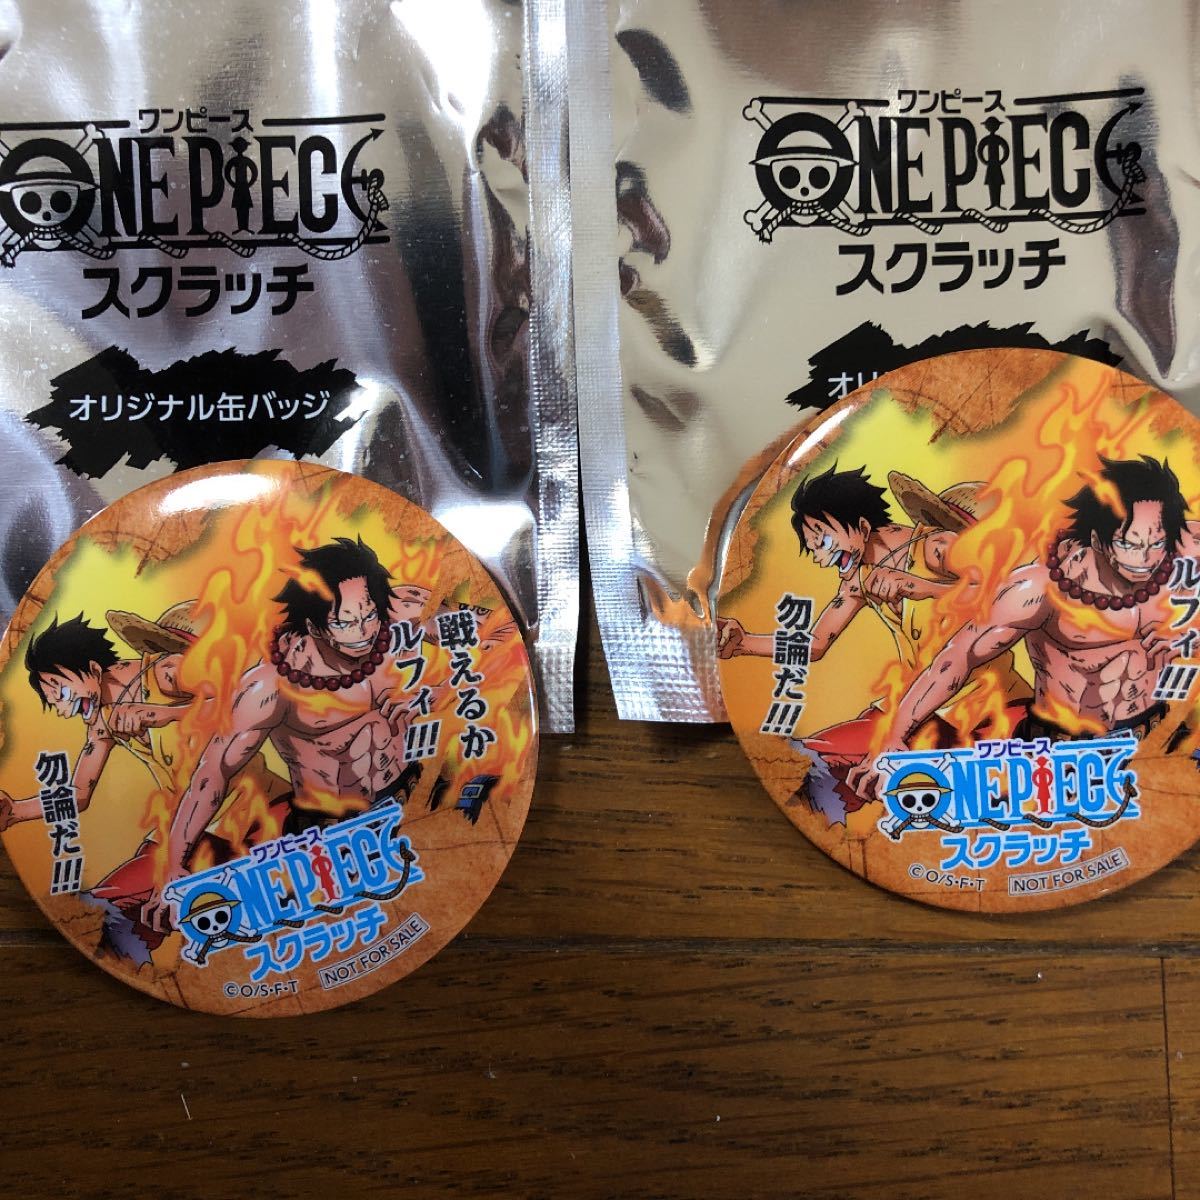 ワンピース
ONE PIECE
スクラッチ
オリジナル缶バッジ
ワンピース
ONE PIECE
スクラッチ
オリ
戦えるか
ルフィ!!!
勿論だ!!!
ワンピース
ONE PIECE
スクラッチ
©O/S・F・T
NOT FOR SALE
ルフィ!!!
勿論だ!!!
ワンピース
ONE PIECE
スクラッチ
©O/S・F・T
NOT FOR SALE